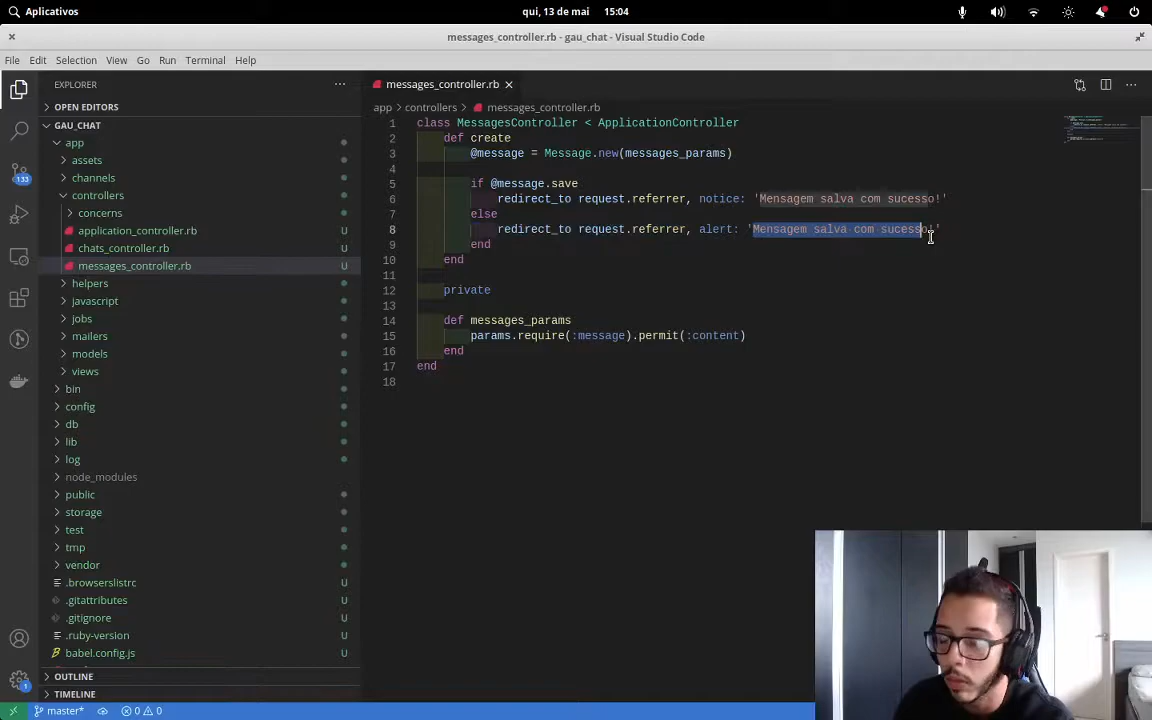 Aplicativos
qui, 13 de mai 15:04
messages_controller.rb - gau_chat - Visual Studio Code
File Edit Selection View Go Run Terminal Help
EXPLORER
OPEN EDITORS
GAU_CHAT
app
assets
channels
controllers
concerns
application_controller.rb U
chats_controller.rb U
messages_controller.rb U
helpers
javascript
jobs
mailers
models
views
bin
config
db
lib
log
node_modules
public
storage
test
tmp
vendor
.browserslistrc U
.gitattributes U
.gitignore U
.ruby-version U
babel.config.js U
OUTLINE
TIMELINE
133
1
messages_controller.rb
app > controllers > messages_controller.rb
1 class MessagesController < ApplicationController
2 def create
3 @message = Message.new(messages_params)
4
5 if @message.save
6 redirect_to request.referrer, notice: 'Mensagem salva com sucesso!'
7 else
8 redirect_to request.referrer, alert: 'Mensagem salva com sucesso!'
9 end
10 end
11
12 private
13
14 def messages_params
15 params.require(:message).permit(:content)
16 end
17 end
18
master* 0 0